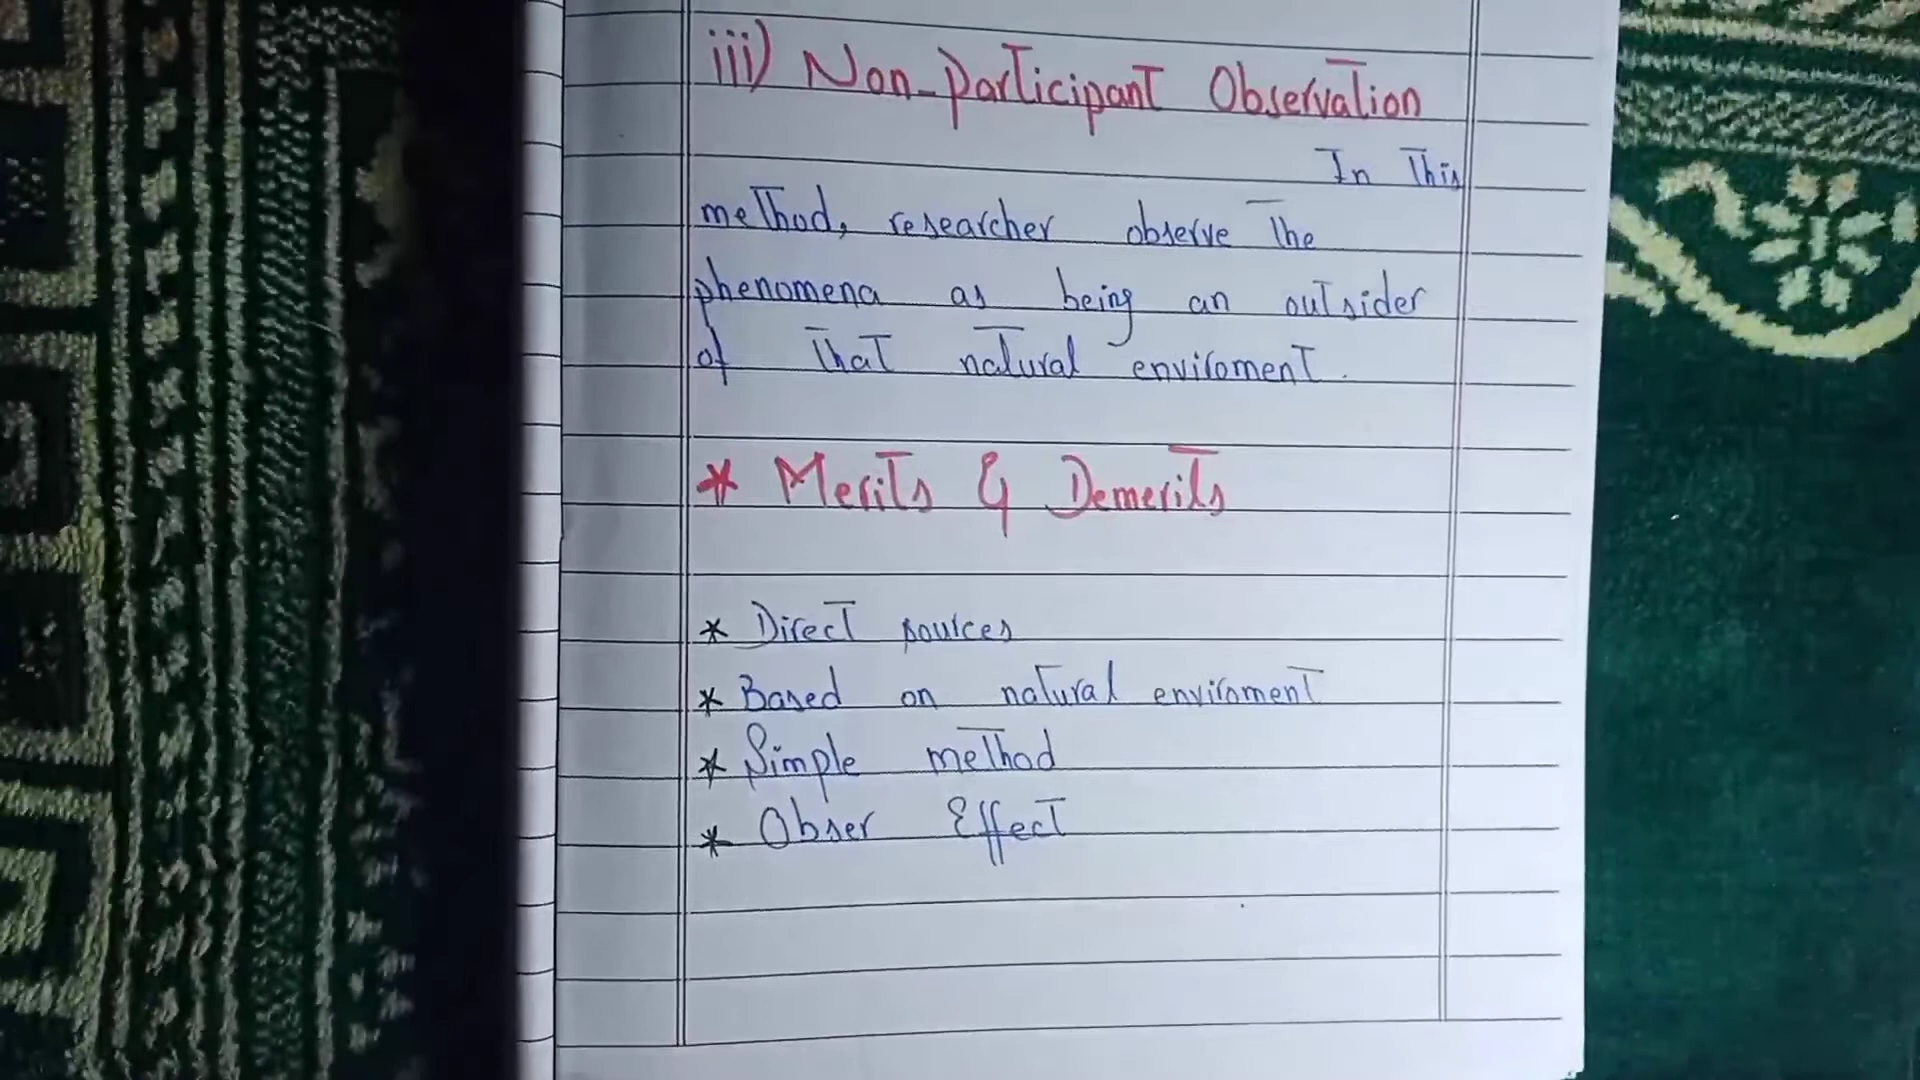 iii) Non-Participant Observation
In This
method, researcher observe the
phenomena as being an outsider
of that natural enviroment.
* Merits & Demerits
* Direct sources
* Based on natural enviroment
* Simple method
* Obser Effect